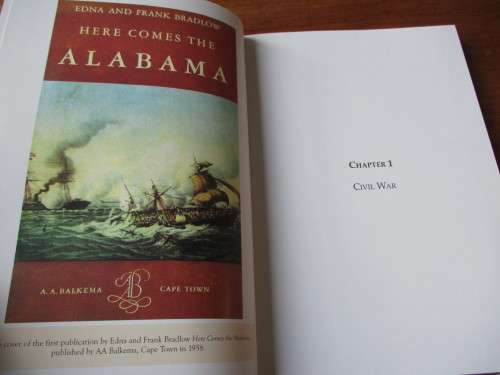 EDNA AND FRANK BRADLOW
HERE COMES THE
ALABAMA
A. A. BALKEMA
AB
CAPE TOWN
cover of the first publication by Edna and Frank Bradlow Here Comes the
published by AA Balkema, Cape Town in 1958.
CHAPTER 1
CIVIL WAR